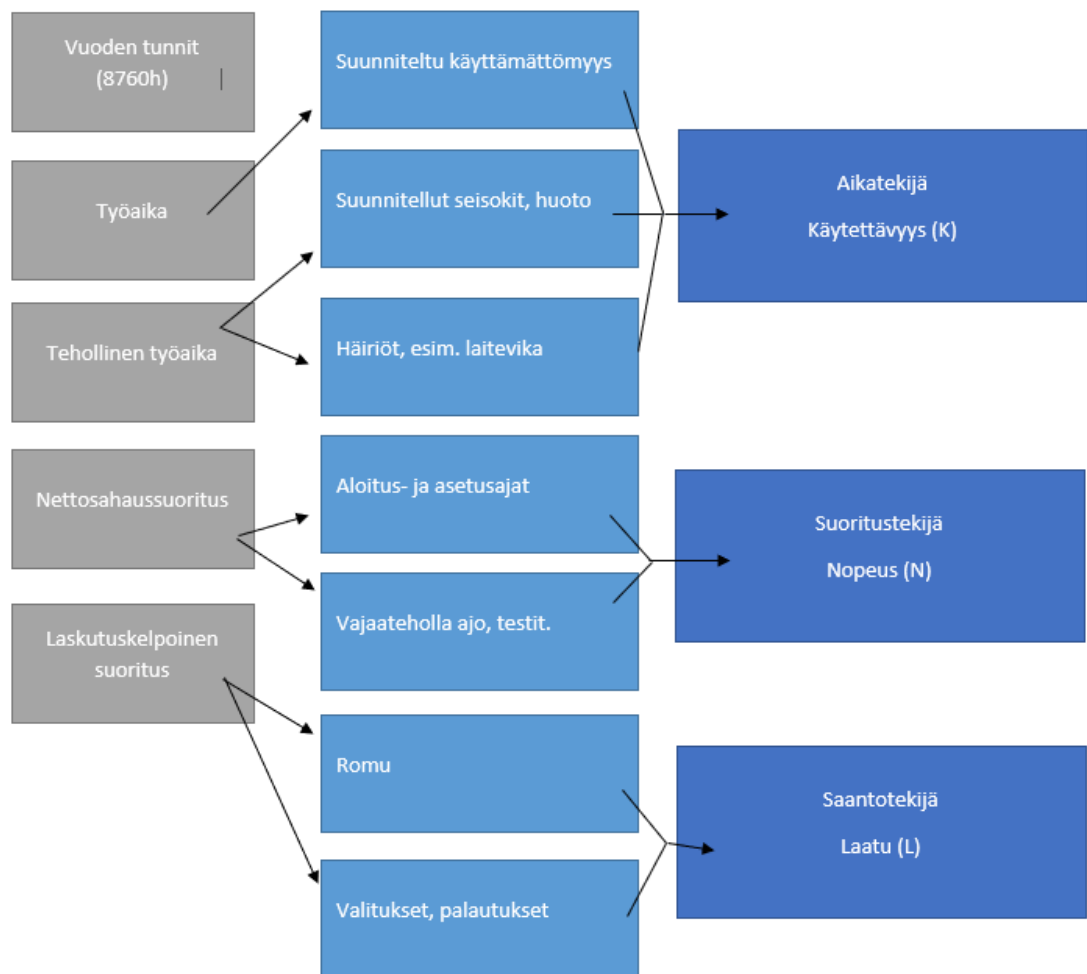 Vuoden tunnit
(8760h)
Työaika
Tehollinen työaika
Nettosahaussuoritus
Laskutuskelpoinen
suoritus
Suunniteltu käyttämättömyys
Suunnitellut seisokit, huoto
Häiriöt, esim. laitevika
Aloitus- ja asetusajat
Vajaateholla ajo, testit.
Romu
Valitukset, palautukset
Aikatekijä
Käytettävyys (K)
Suoritustekijä
Nopeus (N)
Saantotekijä
Laatu (L)